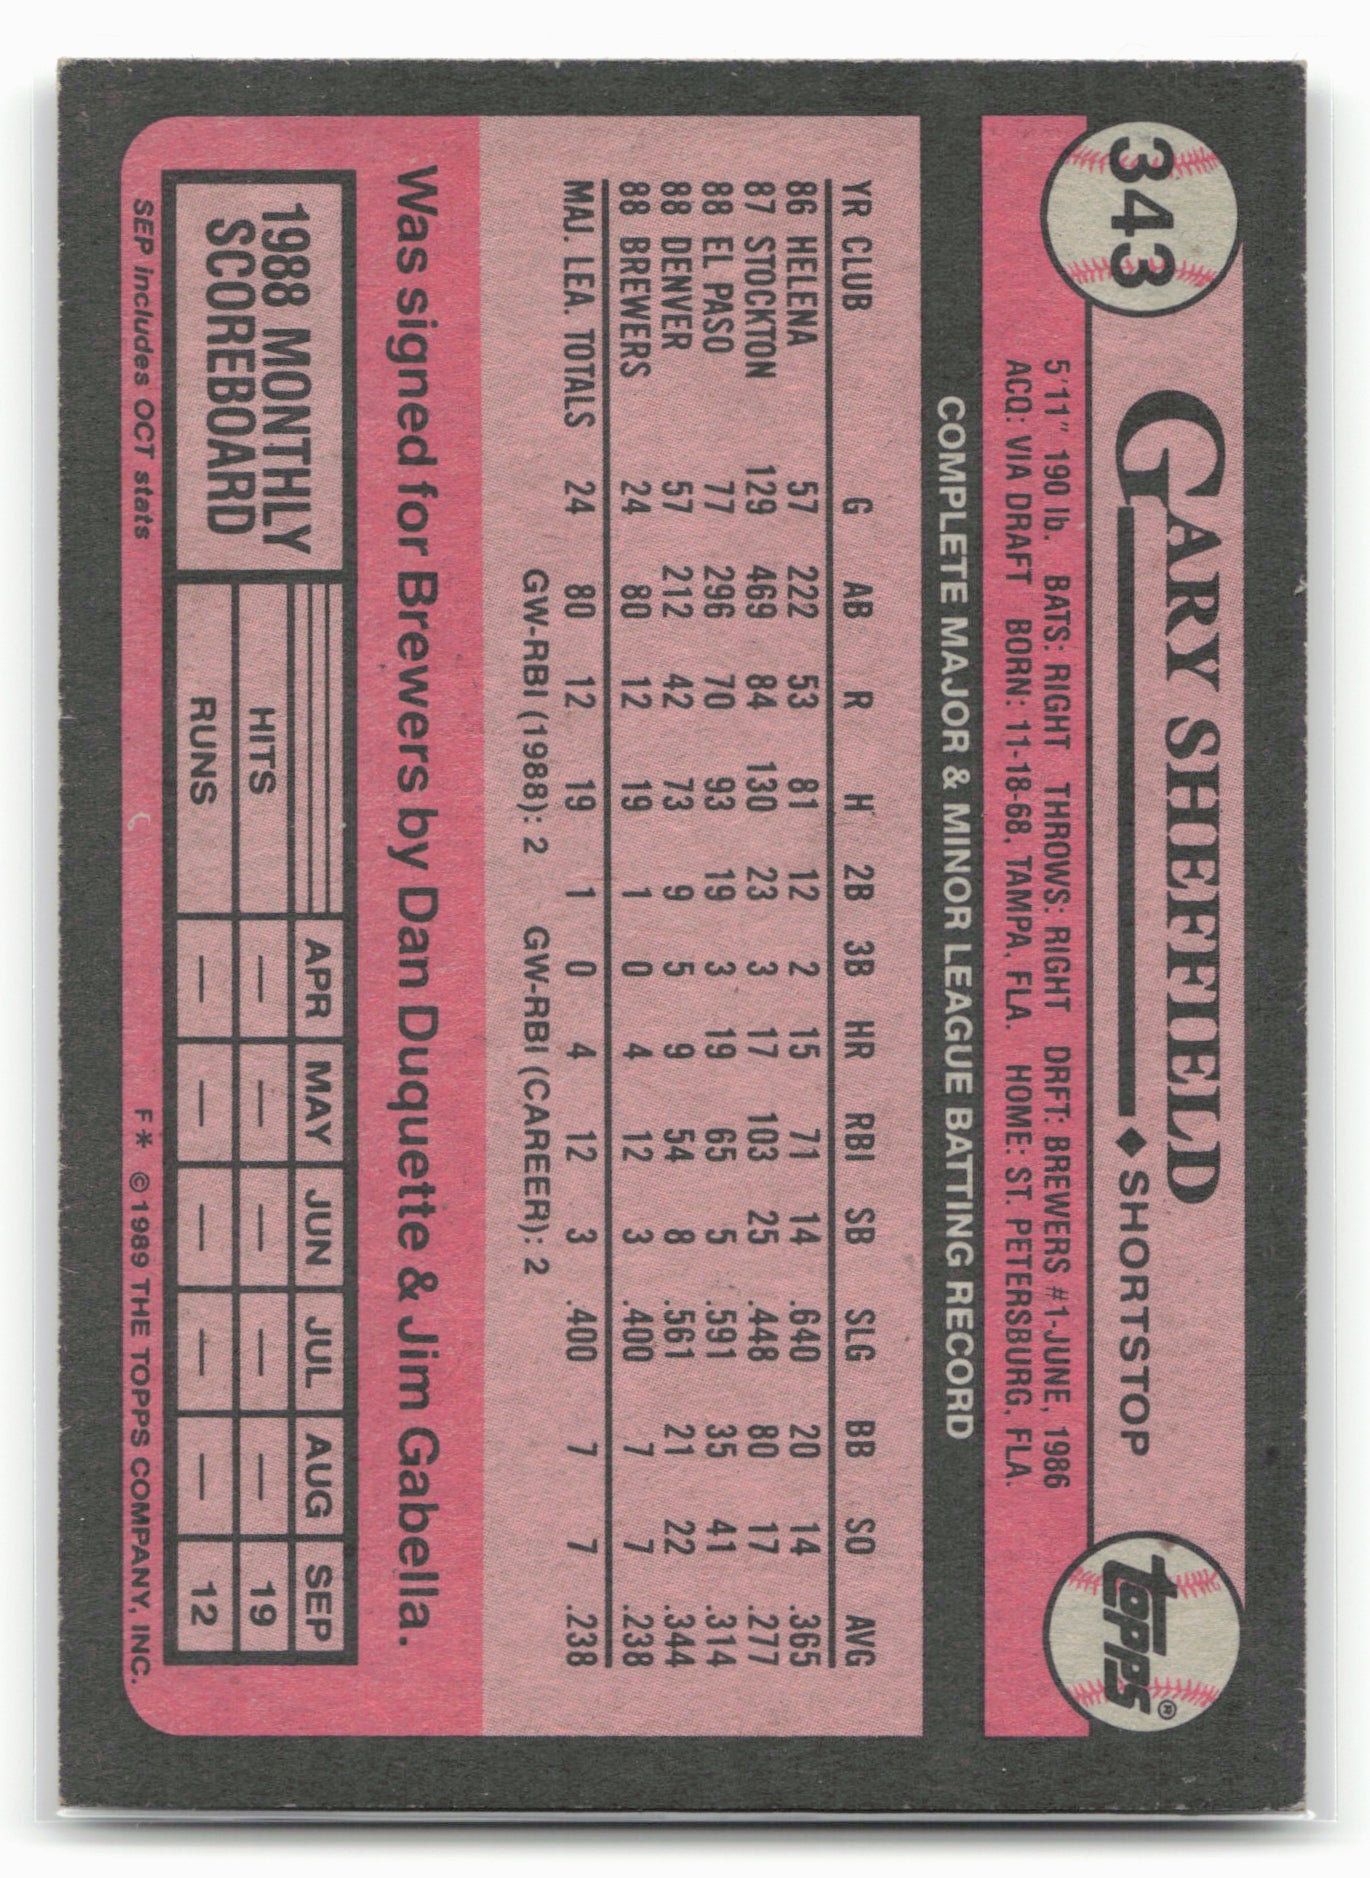 343
GARY SHEFFIELD
◆SHORTSTOP
topps®
5'11" 190 lb. BATS: RIGHT THROWS: RIGHT DRFT: BREWERS #1-JUNE, 1986
ACQ: VIA DRAFT BORN: 11-18-68, TAMPA, FLA. HOME: ST. PETERSBURG, FLA.
COMPLETE MAJOR & MINOR LEAGUE BATTING RECORD
YR CLUB G AB R H 2B 3B HR RBI SB SLG BB SO AVG
86 HELENA 57 222 53 81 12 2 15 71 14 .640 20 14 .365
87 STOCKTON 129 469 84 130 23 3 17 103 25 .448 80 17 .277
88 EL PASO 77 296 70 93 19 3 19 65 5 .591 35 41 .314
88 DENVER 57 212 42 73 9 5 9 54 8 .561 21 22 .344
88 BREWERS 24 80 12 19 1 0 4 12 3 .400 7 7 .238
MAJ. LEA. TOTALS 24 80 12 19 1 0 4 12 3 .400 7 7 .238
GW-RBI (1988): 2 GW-RBI (CAREER): 2
Was signed for Brewers by Dan Duquette & Jim Gabella.
1988 MONTHLY
SCOREBOARD
APR MAY JUN JUL AUG SEP
HITS — — — — — 19
RUNS — — — — — 12
SEP includes OCT stats
F* ©1989 THE TOPPS COMPANY, INC.